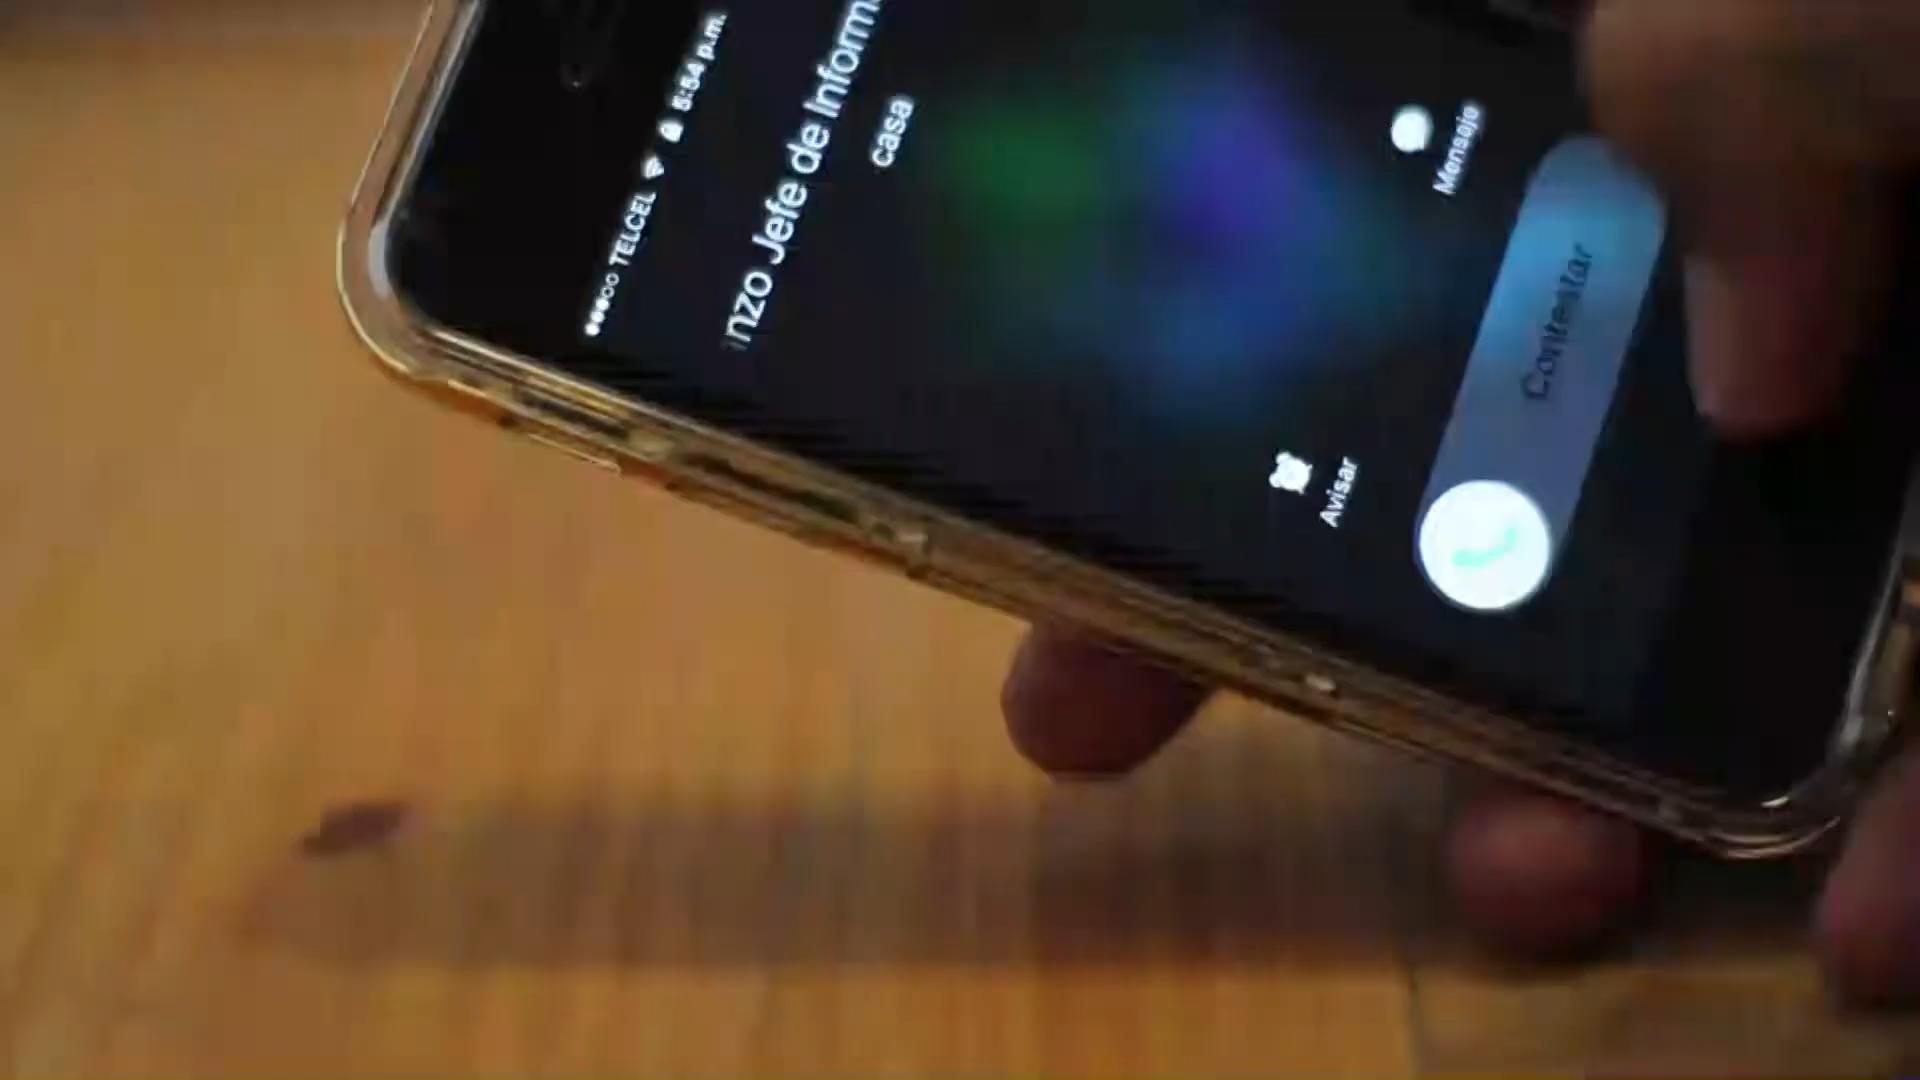 TELCEL 5:54 p.m.
nzo Jefe de Inform
casa
Avisar
Mensaje
Contestar